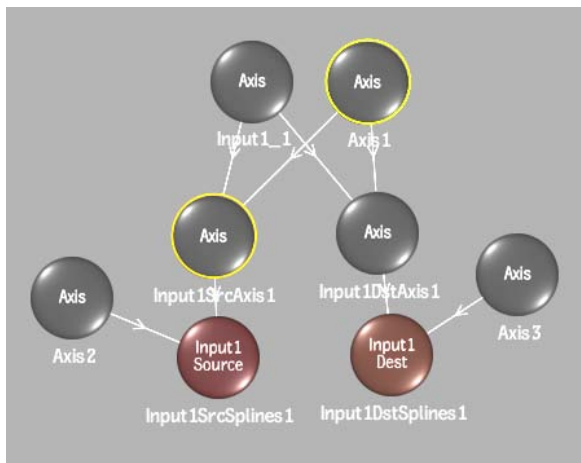 Axis
Axis
Input1_1
Axis1
Axis
Axis
Axis
Axis
Input1SrcAxis1
Input1DstAxis1
Axis2
Input1
Source
Input1
Dest
Axis3
Input1SrcSplines1
Input1DstSplines1